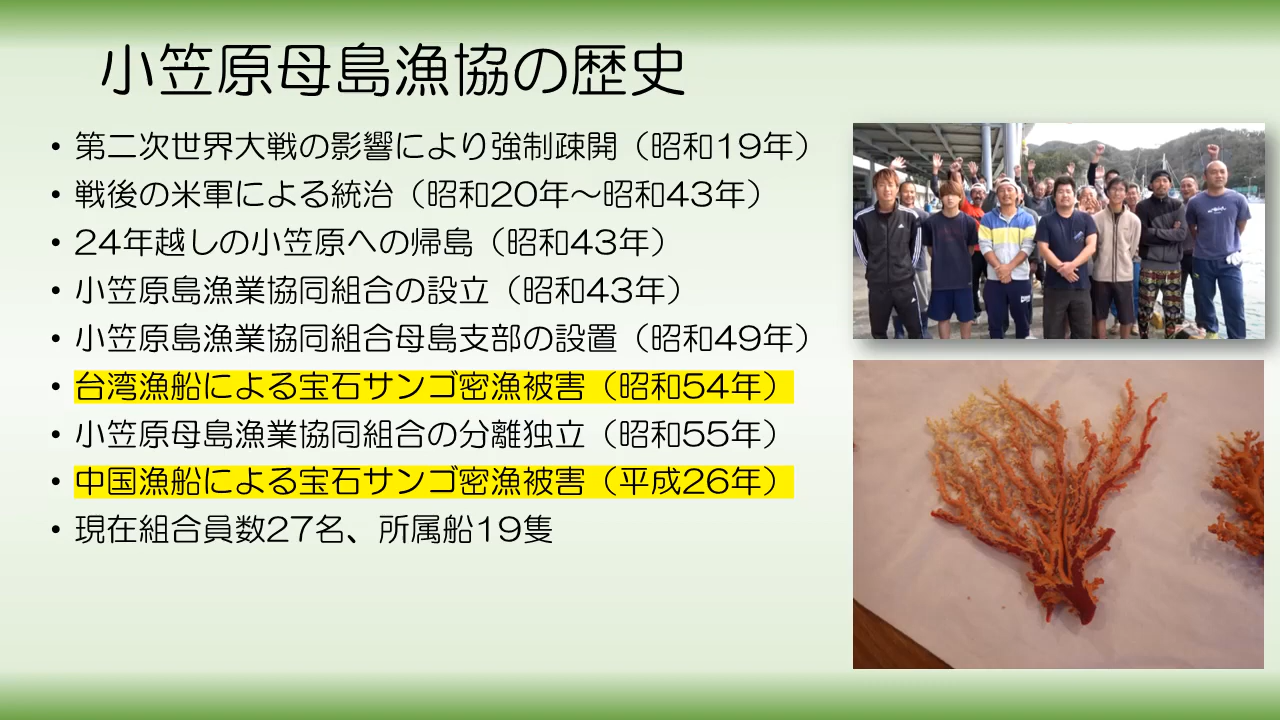 小笠原母島漁協の歴史
• 第二次世界大戦の影響により強制疎開（昭和19年）
• 戦後の米軍による統治（昭和20年～昭和43年）
• 24年越しの小笠原への帰島（昭和43年）
• 小笠原島漁業協同組合の設立（昭和43年）
• 小笠原島漁業協同組合母島支部の設置（昭和49年）
• 台湾漁船による宝石サンゴ密漁被害（昭和54年）
• 小笠原母島漁業協同組合の分離独立（昭和55年）
• 中国漁船による宝石サンゴ密漁被害（平成26年）
• 現在組合員数27名、所属船19隻